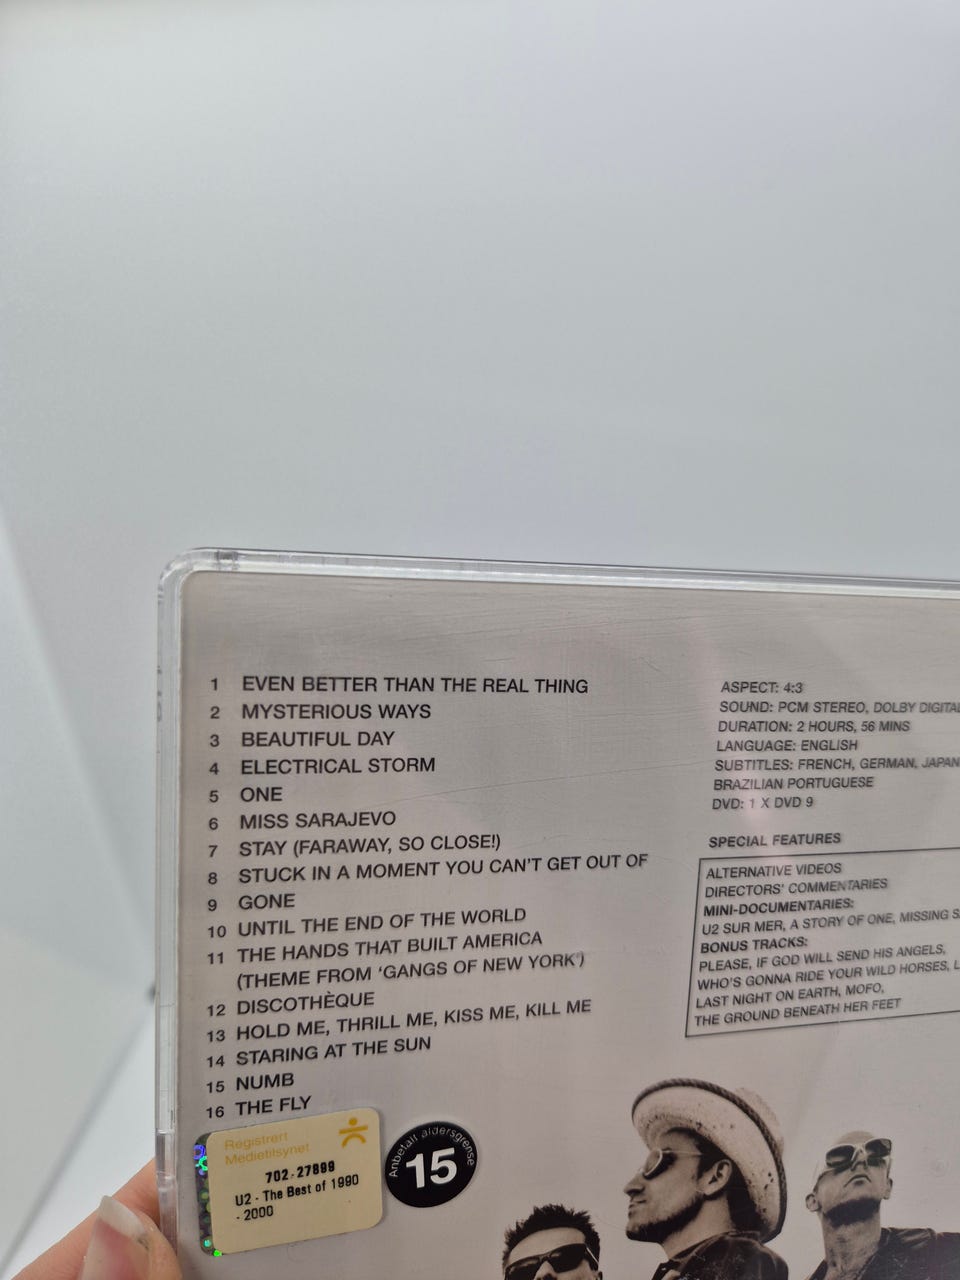 1 EVEN BETTER THAN THE REAL THING
2 MYSTERIOUS WAYS
3 BEAUTIFUL DAY
4 ELECTRICAL STORM
5 ONE
6 MISS SARAJEVO
7 STAY (FARAWAY, SO CLOSE!)
8 STUCK IN A MOMENT YOU CAN'T GET OUT OF
9 GONE
10 UNTIL THE END OF THE WORLD
11 THE HANDS THAT BUILT AMERICA
(THEME FROM 'GANGS OF NEW YORK')
12 DISCOTHÈQUE
13 HOLD ME, THRILL ME, KISS ME, KILL ME
14 STARING AT THE SUN
15 NUMB
16 THE FLY
ASPECT: 4:3
SOUND: PCM STEREO, DOLBY DIGITAL
DURATION: 2 HOURS, 56 MINS
LANGUAGE: ENGLISH
SUBTITLES: FRENCH, GERMAN, JAPAN
BRAZILIAN PORTUGUESE
DVD: 1 X DVD 9
SPECIAL FEATURES
ALTERNATIVE VIDEOS
DIRECTORS' COMMENTARIES
MINI-DOCUMENTARIES:
U2 SUR MER, A STORY OF ONE, MISSING
BONUS TRACKS:
PLEASE, IF GOD WILL SEND HIS ANGELS,
WHO'S GONNA RIDE YOUR WILD HORSES,
LAST NIGHT ON EARTH, MOFO,
THE GROUND BENEATH HER FEET
Registrert
Medietilsynet
702-27899
U2 - The Best of 1990
- 2000
Anbefalt aldersgrense
15